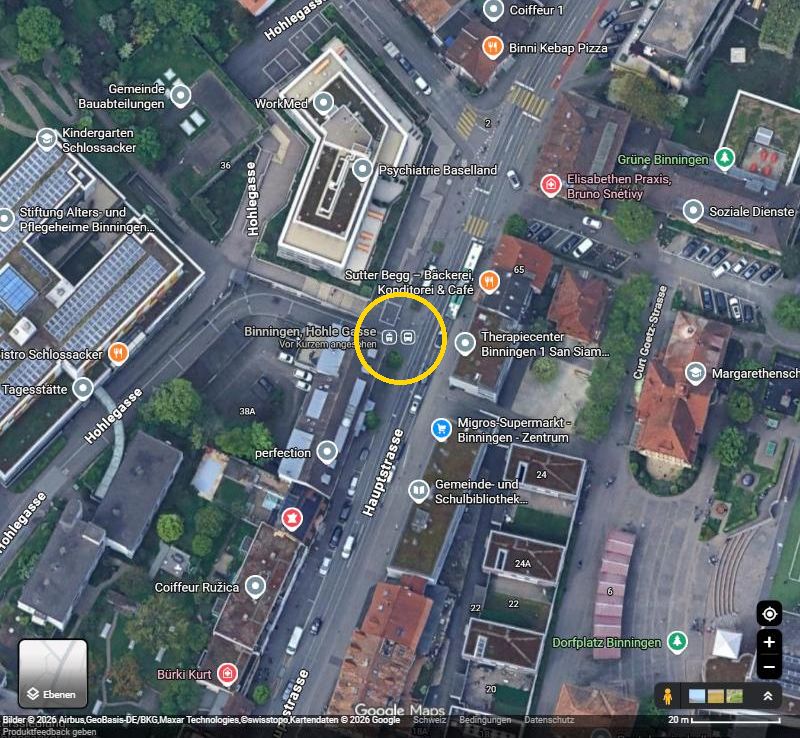 Coiffeur 1
Hohlegasse
Binni Kebap Pizza
Gemeinde
Bauabteilungen
WorkMed
2
Kindergarten
Schlossacker
Grüne Binningen
36
Psychiatrie Baselland
Hohlegasse
Elisabethen Praxis,
Bruno Snétivy
Stiftung Alters- und
Pflegeheime Binningen...
Soziale Dienste
65
Sutter Begg – Bäckerei,
Konditorei & Café
Binningen, Hohle Gasse
Vor Kurzem angesehen
Therapiecenter
Binningen 1 San Siam...
Curt Goetz-Strasse
Bistro Schlossacker
Margarethensch
Tagesstätte
Hohlegasse
38A
Migros-Supermarkt -
Binningen - Zentrum
perfection
Hauptstrasse
24
Gemeinde- und
Schulbibliothek...
Hohlegasse
24A
Coiffeur Ružica
22
22
6
Dorfplatz Binningen
Bürki Kurt
Hauptstrasse
20
Ebenen
Google Maps
Bilder © 2026 Airbus,GeoBasis-DE/BKG,Maxar Technologies,©swisstopo,Kartendaten © 2026 Google Schweiz Bedingungen Datenschutz 20 m
Produktfeedback geben
18A